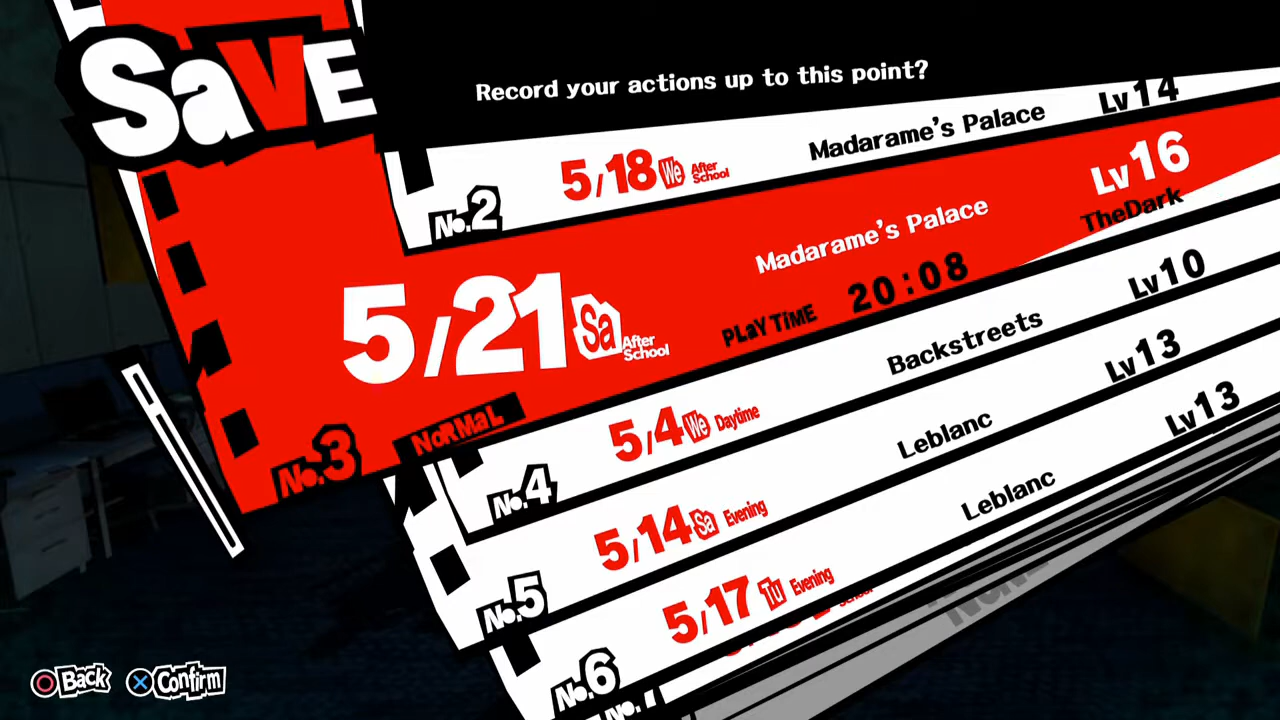 SaVE
Record your actions up to this point?
No.2 5/18 We After School Madarame's Palace Lv14
No.3 5/21 Sa After School Madarame's Palace Lv16
PLaY TiME 20:08 TheDark
NoRMaL
No.4 5/4 We Daytime Backstreets Lv10
No.5 5/14 Sa Evening Leblanc Lv13
No.6 5/17 Tu Evening Leblanc Lv13
Back Confirm